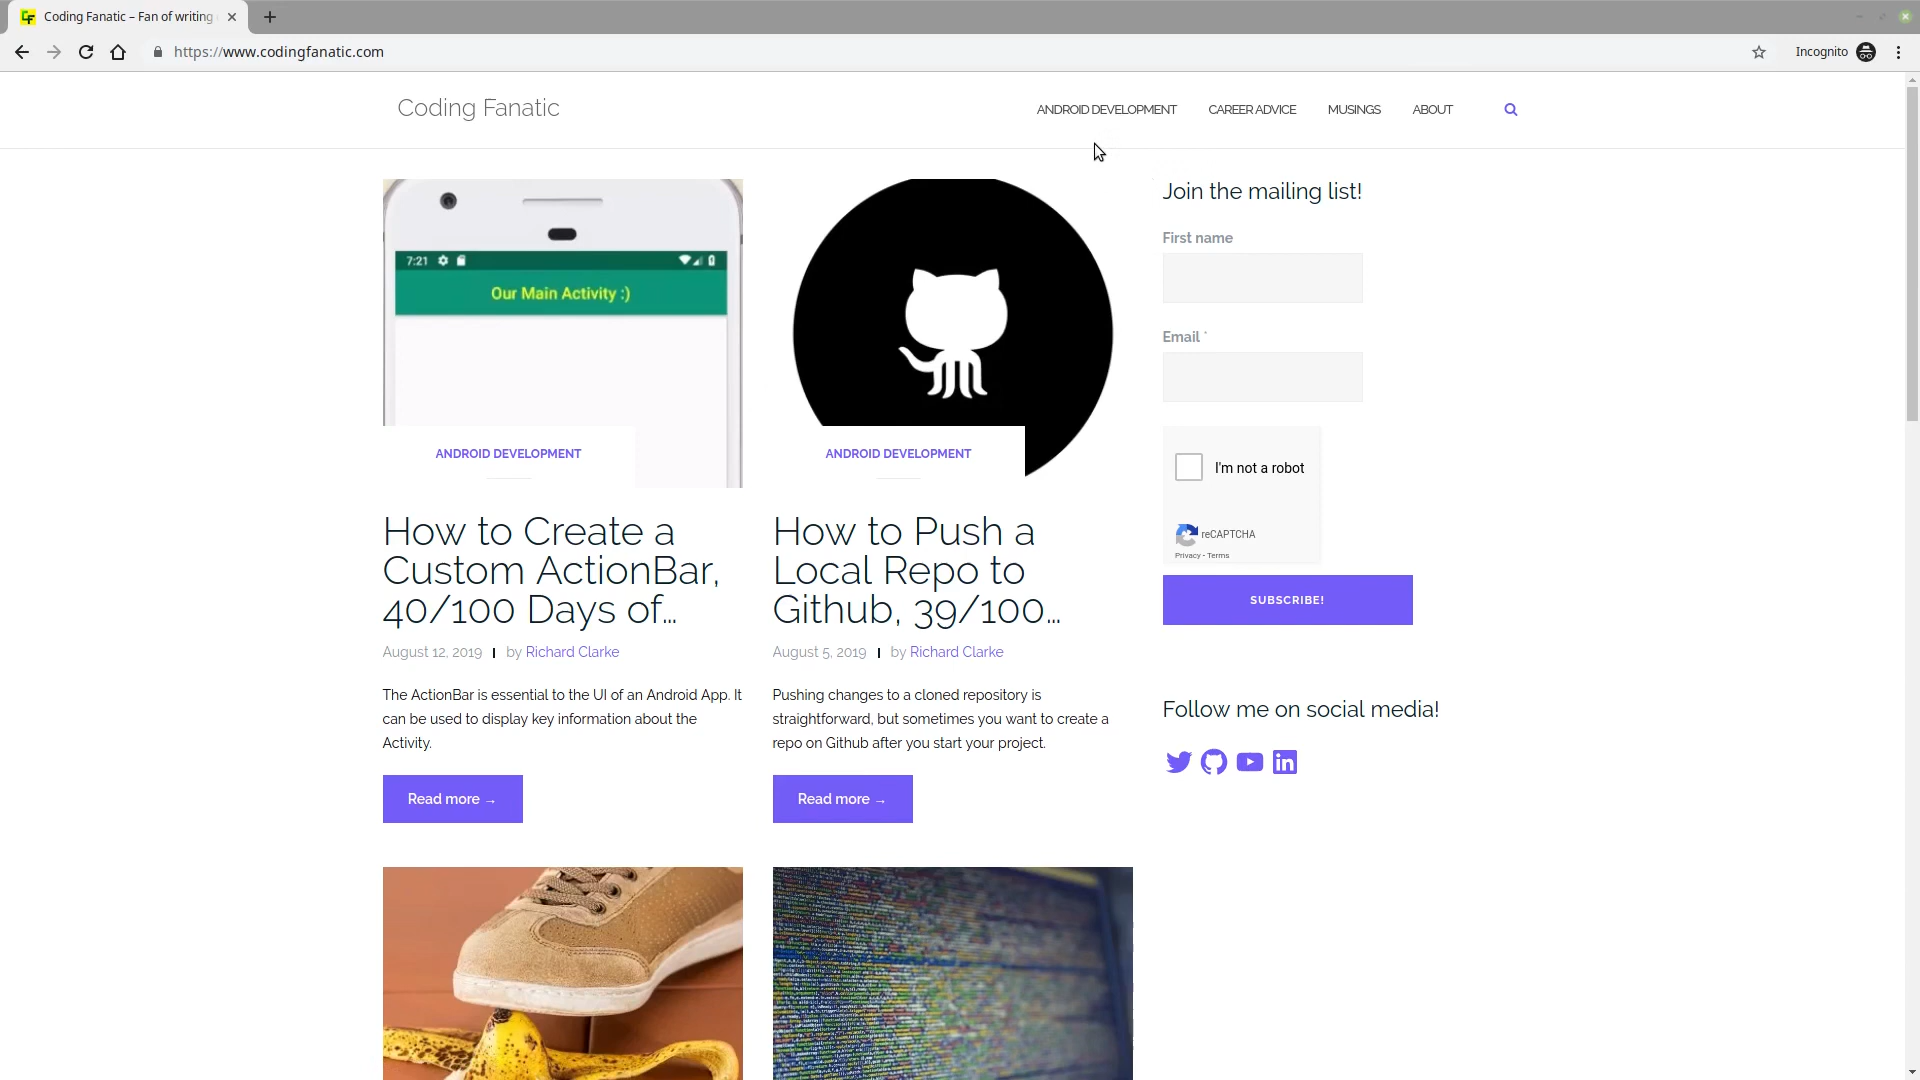 Coding Fanatic – Fan of writing
https://www.codingfanatic.com
Incognito
Coding Fanatic
ANDROID DEVELOPMENT
CAREER ADVICE
MUSINGS
ABOUT
7:21
Our Main Activity :)
ANDROID DEVELOPMENT
How to Create a
Custom ActionBar,
40/100 Days of...
August 12, 2019 | by Richard Clarke
The ActionBar is essential to the UI of an Android App. It
can be used to display key information about the
Activity.
Read more →
ANDROID DEVELOPMENT
How to Push a
Local Repo to
Github, 39/100...
August 5, 2019 | by Richard Clarke
Pushing changes to a cloned repository is
straightforward, but sometimes you want to create a
repo on Github after you start your project.
Read more →
Join the mailing list!
First name
Email *
I'm not a robot
reCAPTCHA
Privacy - Terms
SUBSCRIBE!
Follow me on social media!